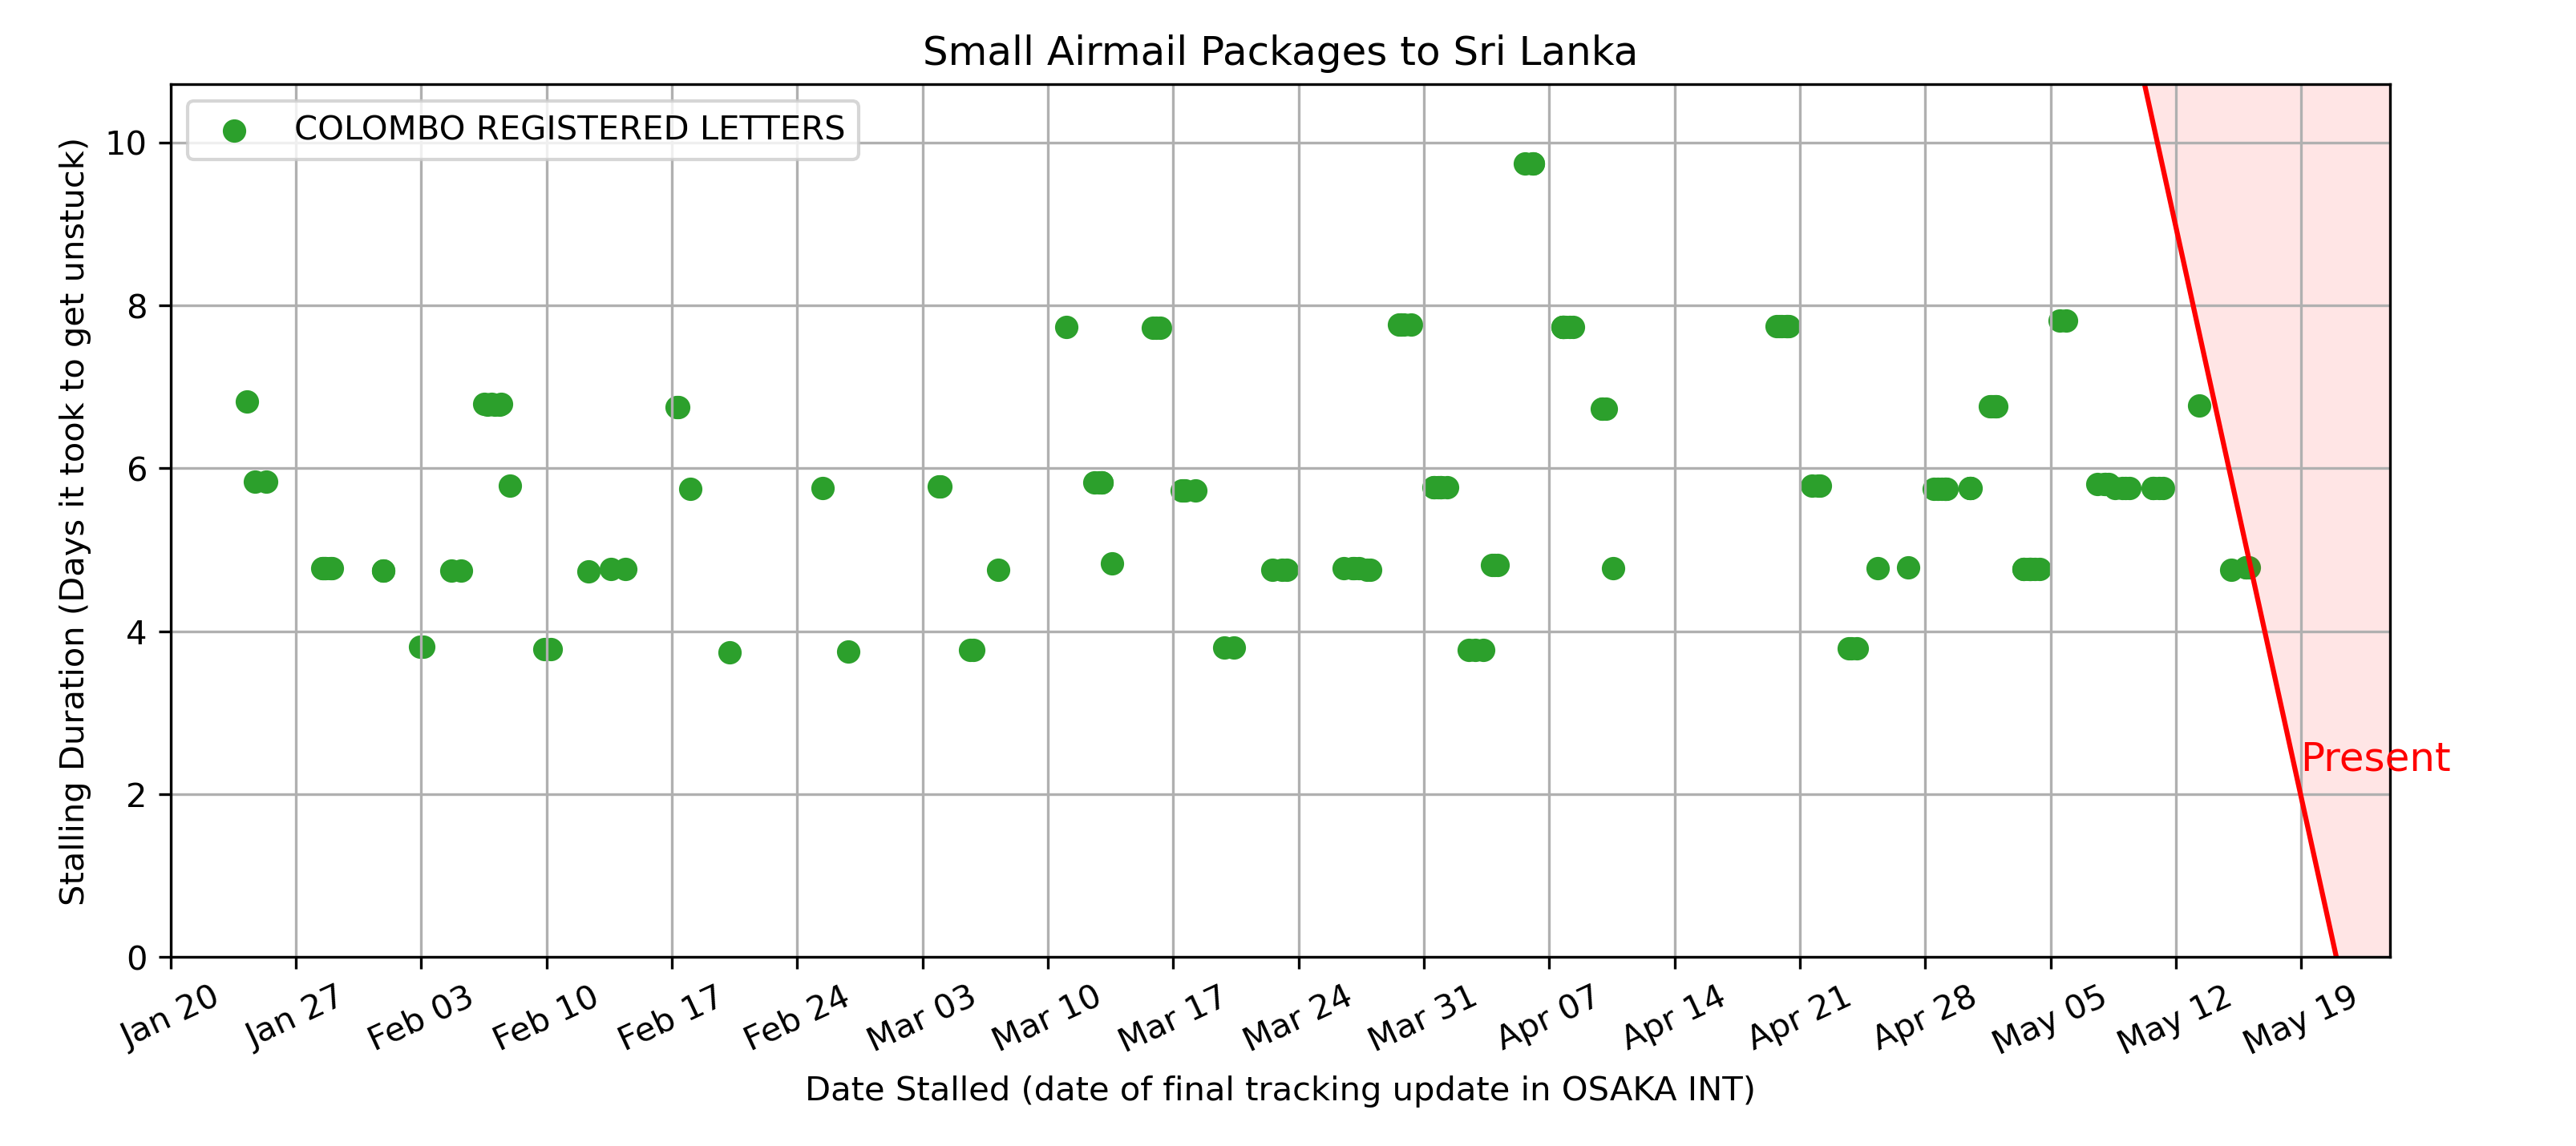 Small Airmail Packages to Sri Lanka
COLOMBO REGISTERED LETTERS
Stalling Duration (Days it took to get unstuck)
10
8
6
4
2
0
Present
Jan 20
Jan 27
Feb 03
Feb 10
Feb 17
Feb 24
Mar 03
Mar 10
Mar 17
Mar 24
Mar 31
Apr 07
Apr 14
Apr 21
Apr 28
May 05
May 12
May 19
Date Stalled (date of final tracking update in OSAKA INT)